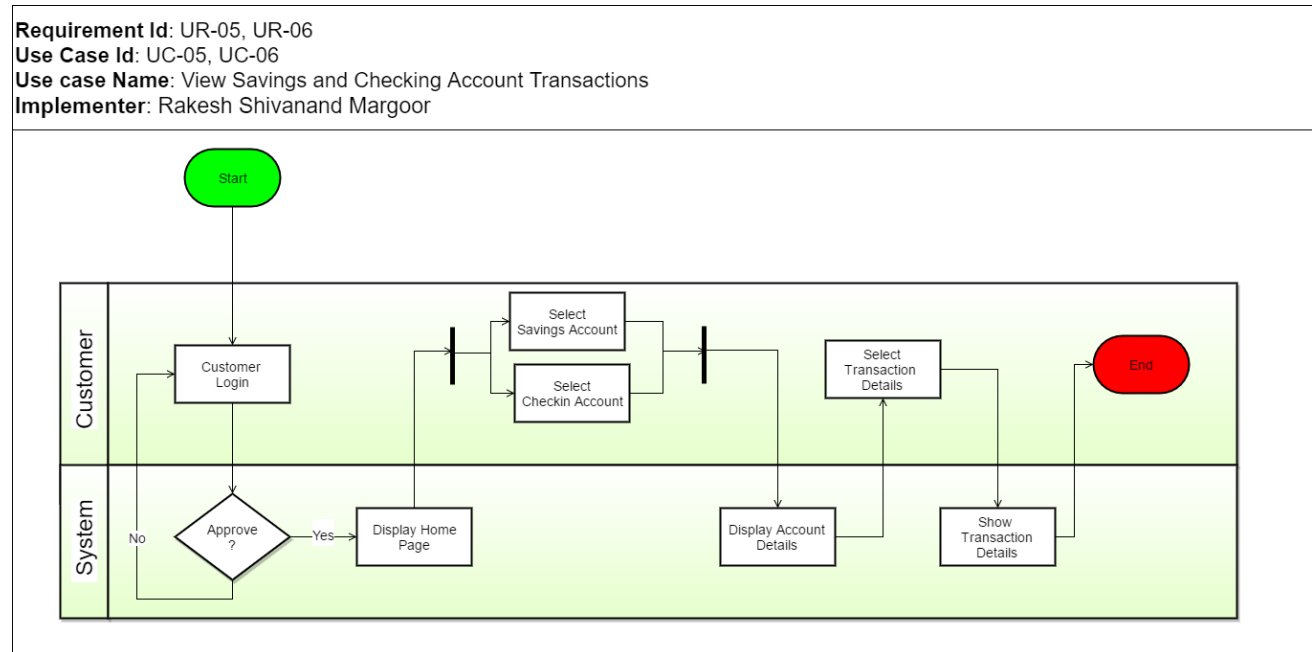 Requirement Id: UR-05, UR-06
Use Case Id: UC-05, UC-06
Use case Name: View Savings and Checking Account Transactions
Implementer: Rakesh Shivanand Margoor
Start
Customer
Customer
Login
Select
Savings Account
Select
Checkin Account
Select
Transaction
Details
End
System
No
Approve
?
Yes
Display Home
Page
Display Account
Details
Show
Transaction
Details